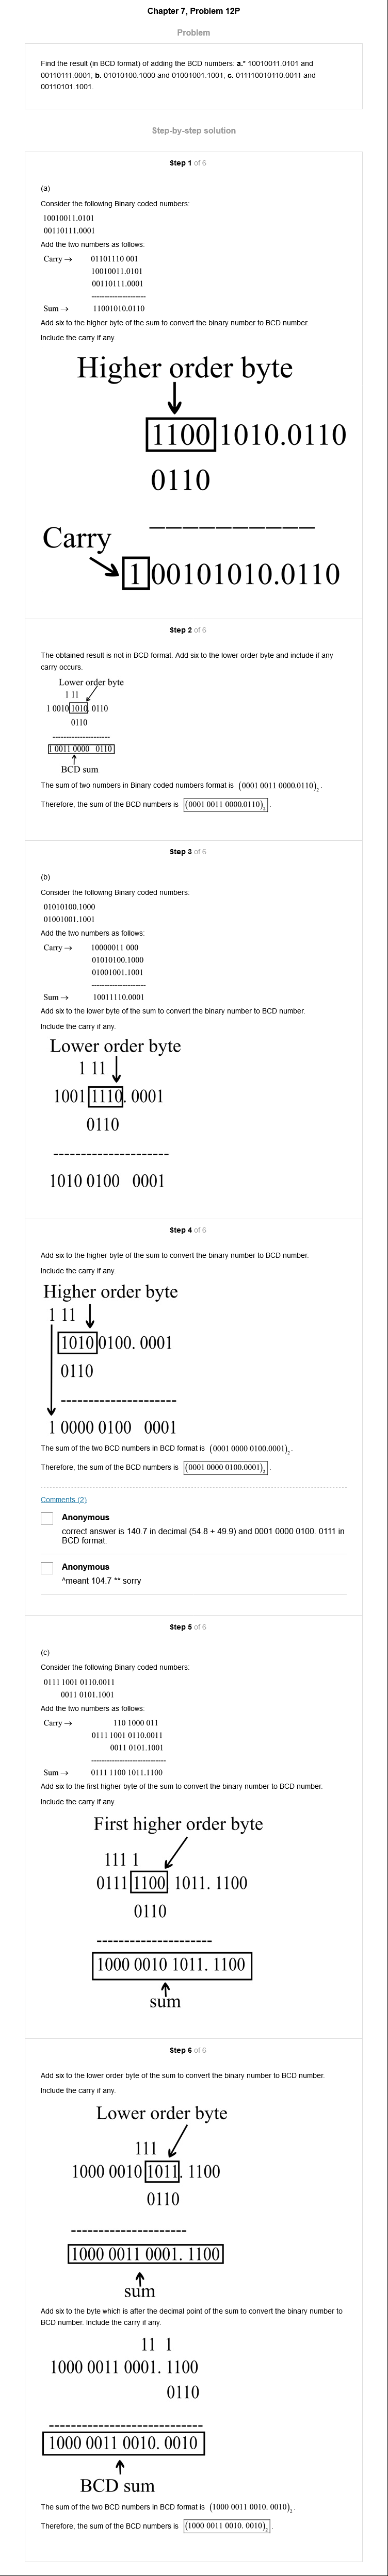 Chapter 7, Problem 12P
Problem
Find the result (in BCD format) of adding the BCD numbers: a.* 10010011.0101 and
00110111.0001; b. 01010100.1000 and 01001001.1001; c. 011110010110.0011 and
00110101.1001.
Step-by-step solution
Step 1 of 6
(a)
Consider the following Binary coded numbers:
10010011.0101
00110111.0001
Add the two numbers as follows:
Carry → 01101110 001
10010011.0101
00110111.0001
---------------------
Sum → 11001010.0110
Add six to the higher byte of the sum to convert the binary number to BCD number.
Include the carry if any.
Higher order byte
1100 1010.0110
0110
___________
Carry
1 00101010.0110
Step 2 of 6
The obtained result is not in BCD format. Add six to the lower order byte and include if any
carry occurs.
Lower order byte
1 11
1 0010 1010. 0110
0110
---------------------
1 0011 0000 0110
BCD sum
The sum of two numbers in Binary coded numbers format is (0001 0011 0000.0110)₂.
Therefore, the sum of the BCD numbers is (0001 0011 0000.0110)₂.
Step 3 of 6
(b)
Consider the following Binary coded numbers:
01010100.1000
01001001.1001
Add the two numbers as follows:
Carry → 10000011 000
01010100.1000
01001001.1001
---------------------
Sum → 10011110.0001
Add six to the lower byte of the sum to convert the binary number to BCD number.
Include the carry if any.
Lower order byte
1 11
1001 1110. 0001
0110
---------------------
1010 0100 0001
Step 4 of 6
Add six to the higher byte of the sum to convert the binary number to BCD number.
Include the carry if any.
Higher order byte
1 11
1010 0100. 0001
0110
---------------------
1 0000 0100 0001
The sum of the two BCD numbers in BCD format is (0001 0000 0100.0001)₂.
Therefore, the sum of the BCD numbers is (0001 0000 0100.0001)₂.
Comments (2)
Anonymous
correct answer is 140.7 in decimal (54.8 + 49.9) and 0001 0000 0100. 0111 in
BCD format.
Anonymous
^meant 104.7 ** sorry
Step 5 of 6
(c)
Consider the following Binary coded numbers:
0111 1001 0110.0011
0011 0101.1001
Add the two numbers as follows:
Carry → 110 1000 011
0111 1001 0110.0011
0011 0101.1001
----------------------------
Sum → 0111 1100 1011.1100
Add six to the first higher byte of the sum to convert the binary number to BCD number.
Include the carry if any.
First higher order byte
111 1
0111 1100 1011. 1100
0110
---------------------
1000 0010 1011. 1100
sum
Step 6 of 6
Add six to the lower order byte of the sum to convert the binary number to BCD number.
Include the carry if any.
Lower order byte
111
1000 0010 1011. 1100
0110
---------------------
1000 0011 0001. 1100
sum
Add six to the byte which is after the decimal point of the sum to convert the binary number to
BCD number. Include the carry if any.
11 1
1000 0011 0001. 1100
0110
----------------------------
1000 0011 0010. 0010
BCD sum
The sum of the two BCD numbers in BCD format is (1000 0011 0010. 0010)₂.
Therefore, the sum of the BCD numbers is (1000 0011 0010. 0010)₂.